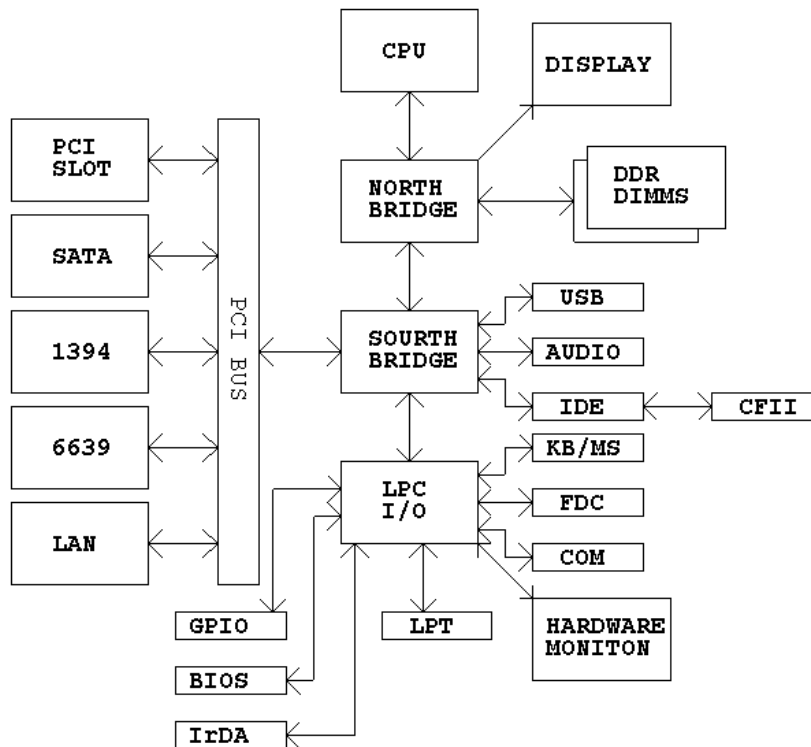 CPU
DISPLAY
PCI
SLOT
NORTH
BRIDGE
DDR
DIMMS
SATA
PCI BUS
SOURTH
BRIDGE
USB
AUDIO
IDE
CFII
1394
6639
LAN
LPC
I/O
KB/MS
FDC
COM
GPIO
LPT
HARDWARE
MONITON
BIOS
IrDA